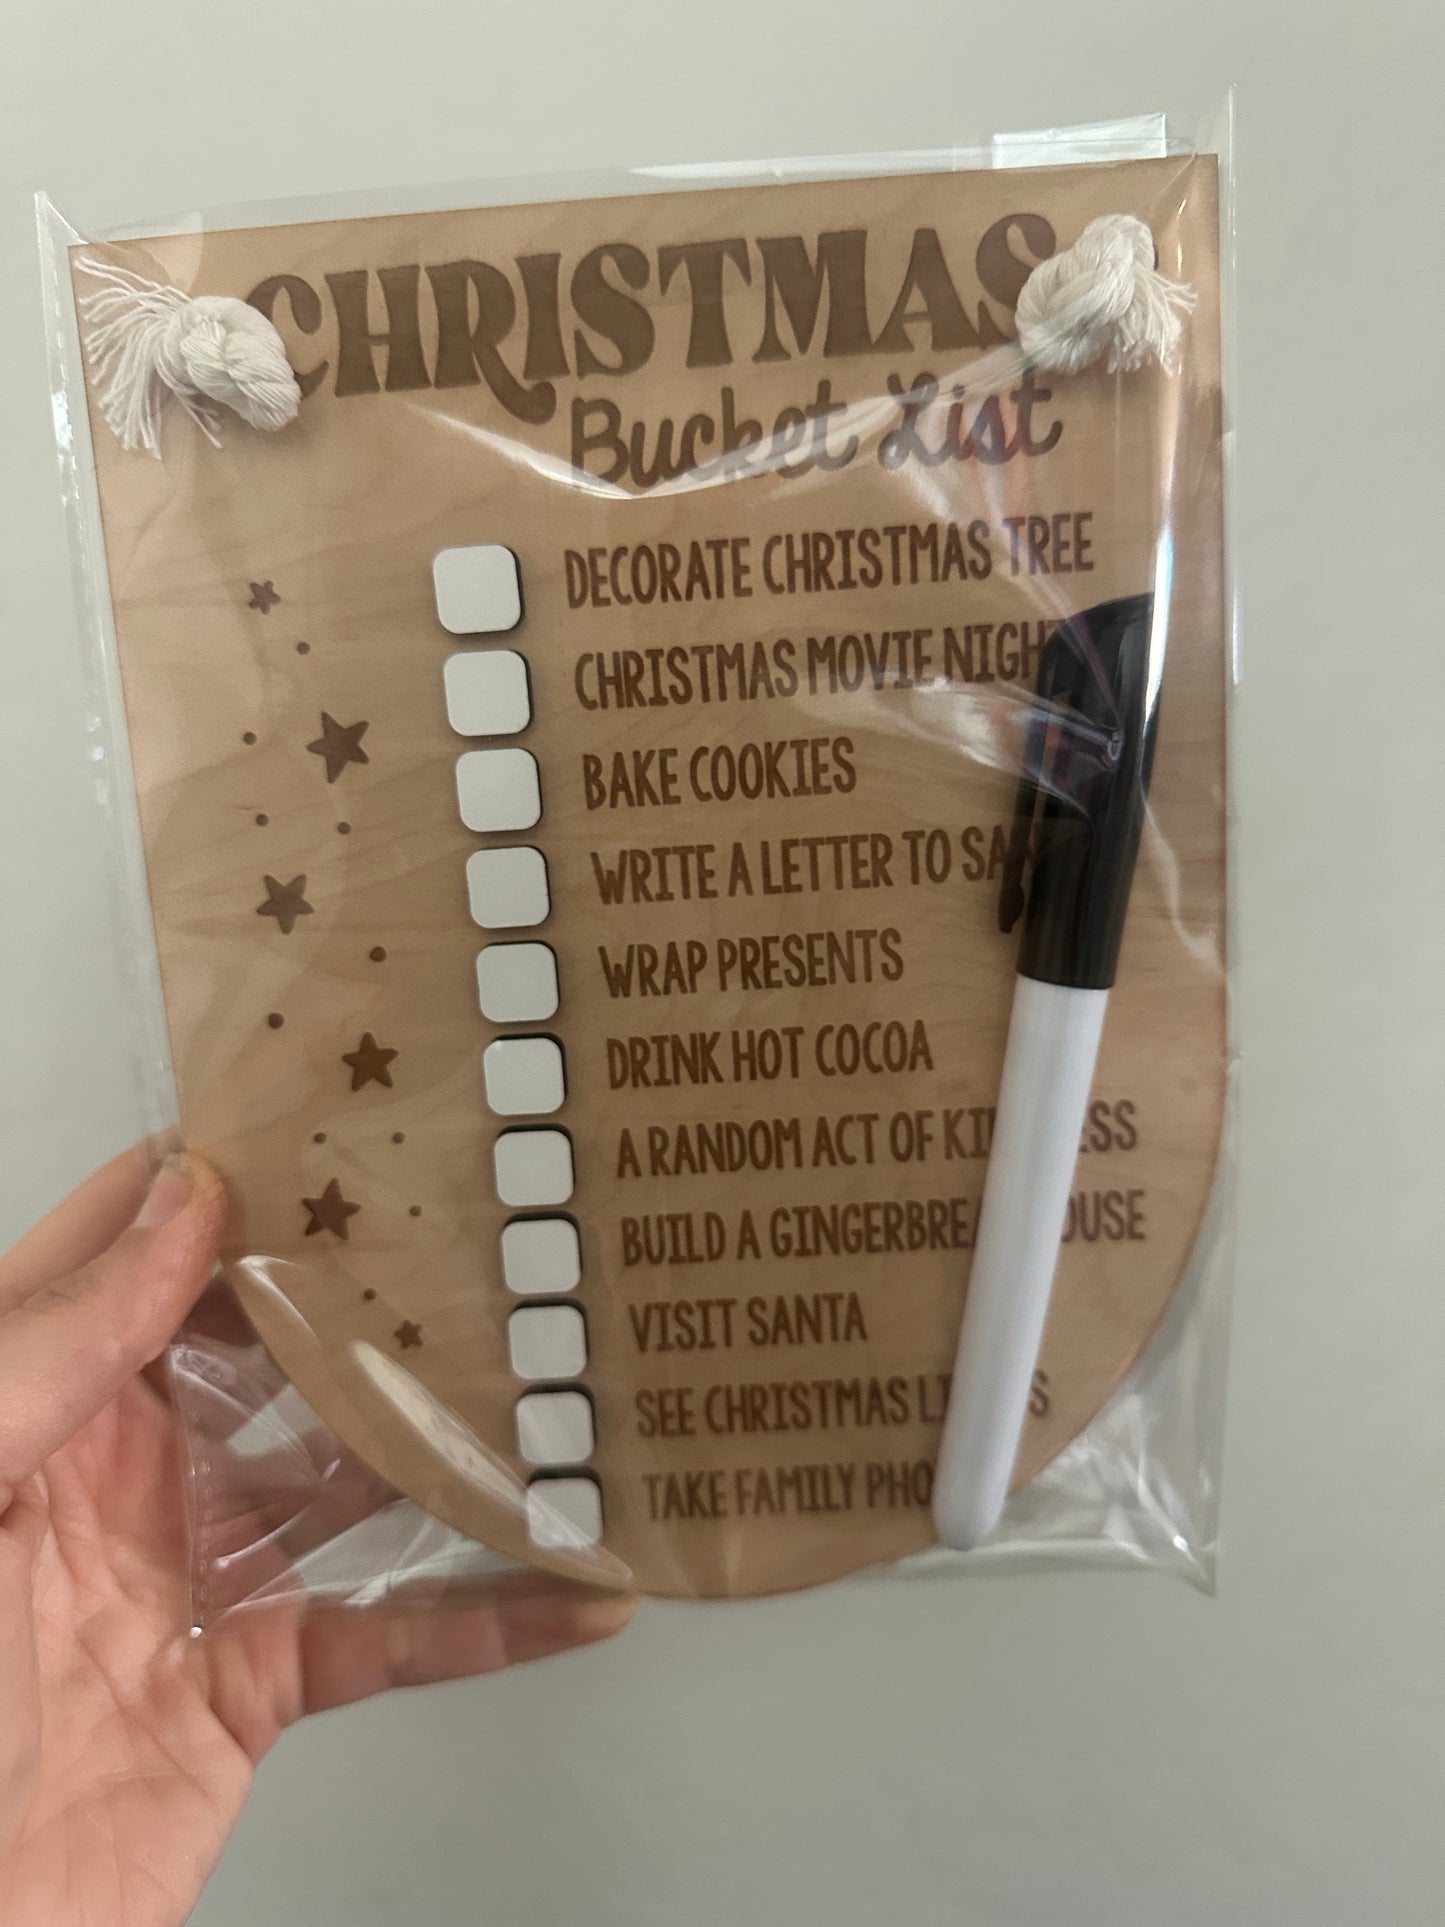 CHRISTMAS
Bucket List
DECORATE CHRISTMAS TREE
CHRISTMAS MOVIE NIGHT
BAKE COOKIES
WRITE A LETTER TO
WRAP PRESENTS
DRINK HOT COCOA
A RANDOM ACT OF
BUILD A
VISIT SANTA
SEE CHRISTMAS
TAKE FAMILY